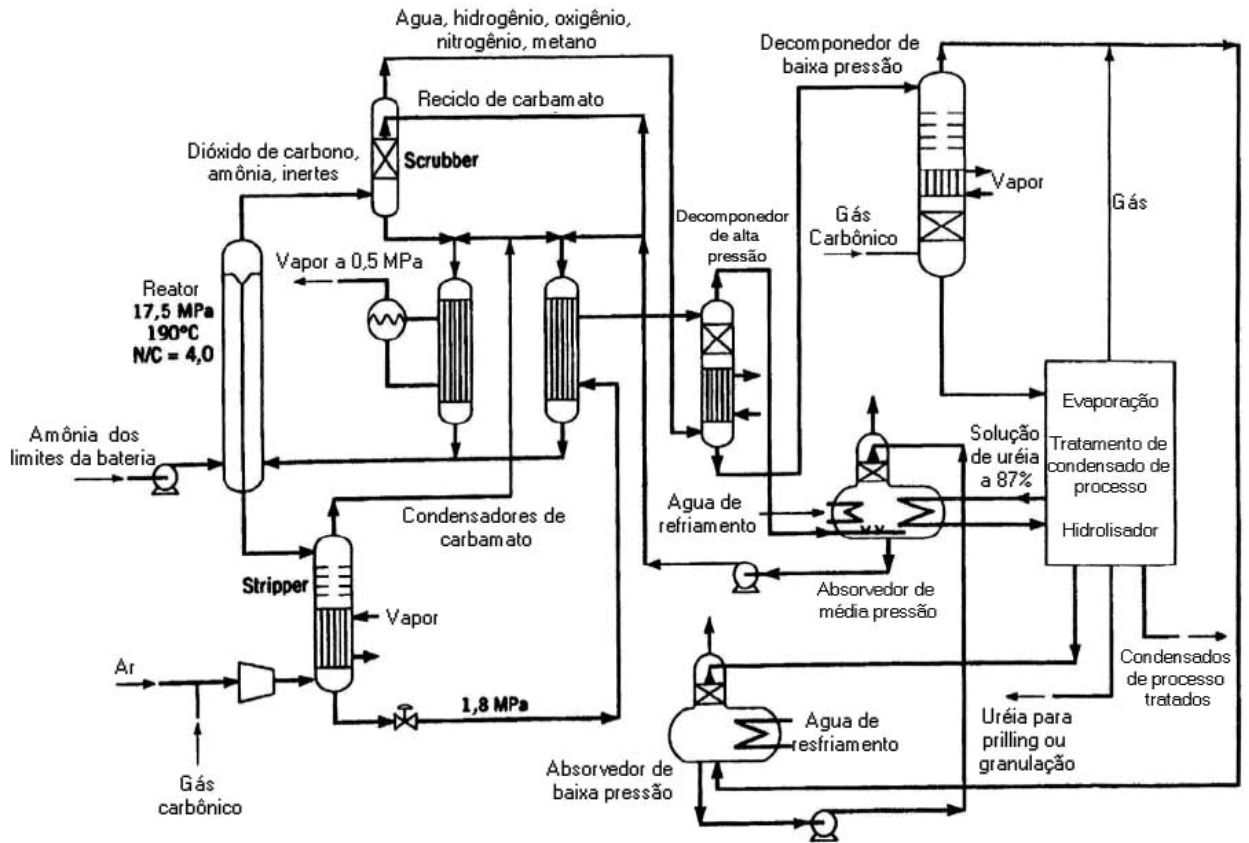 Água, hidrogênio, oxigênio,
nitrogênio, metano
Decomponedor de
baixa pressão
Reciclo de carbamato
Dióxido de carbono,
amônia, inertes
Scrubber
Vapor
Gás
Decomponedor
de alta
pressão
Gás
Carbônico
Vapor a 0,5 MPa
Reator
17,5 MPa
190ºC
N/C = 4,0
Evaporação
Tratamento de
condensado de
processo
Hidrolisador
Solução
de uréia
a 87%
Amônia dos
limites da bateria
Agua de
refriamento
Condensadores de
carbamato
Stripper
Vapor
Absorvedor de
média pressão
Ar
1,8 MPa
Condensados
de processo
tratados
Uréia para
prilling ou
granulação
Agua de
resfriamento
Absorvedor de
baixa pressão
Gás
carbônico